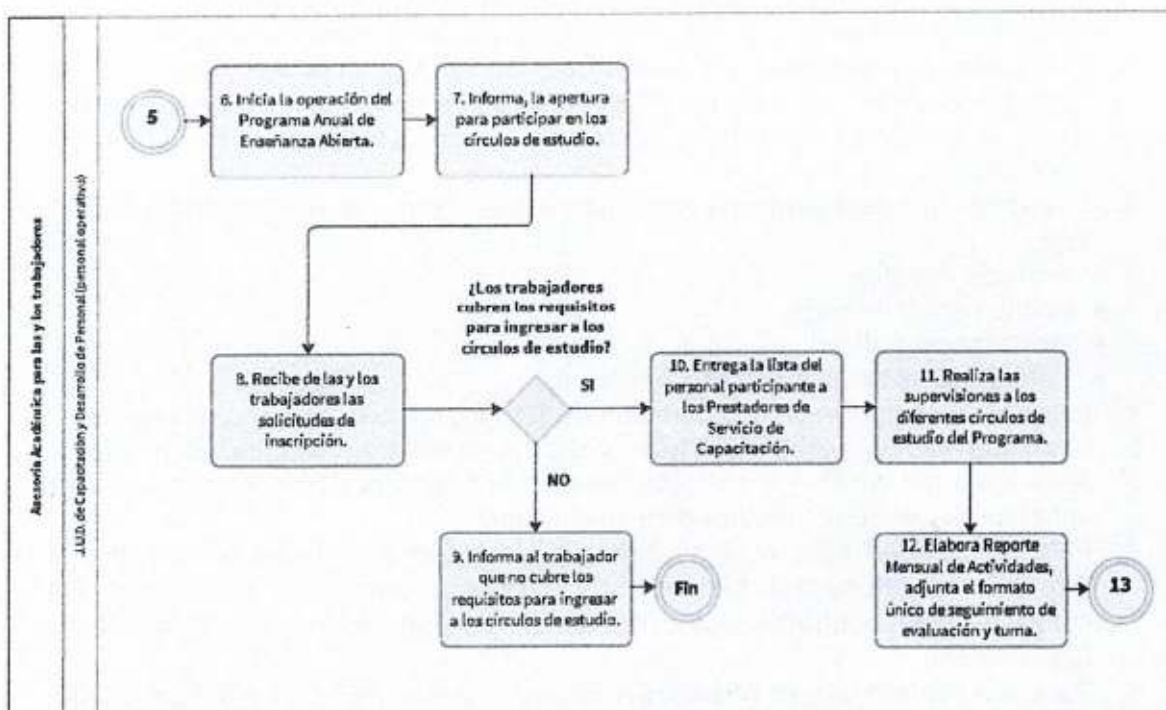 Asesoría Académica para las y los trabajadores
J.U.D. de Capacitación y Desarrollo de Personal (personal operativo)
5
6. Inicia la operación del
Programa Anual de
Enseñanza Abierta.
7. Informa, la apertura
para participar en los
círculos de estudio.
8. Recibe de las y los
trabajadores las
solicitudes de
inscripción.
¿Los trabajadores
cubren los requisitos
para ingresar a los
círculos de estudio?
SI
NO
9. Informa al trabajador
que no cubre los
requisitos para ingresar
a los círculos de estudio.
Fin
10. Entrega la lista del
personal participante a
los Prestadores de
Servicio de
Capacitación.
11. Realiza las
supervisiones a los
diferentes círculos de
estudio del Programa.
12. Elabora Reporte
Mensual de Actividades,
adjunta el formato
único de seguimiento de
evaluación y turna.
13